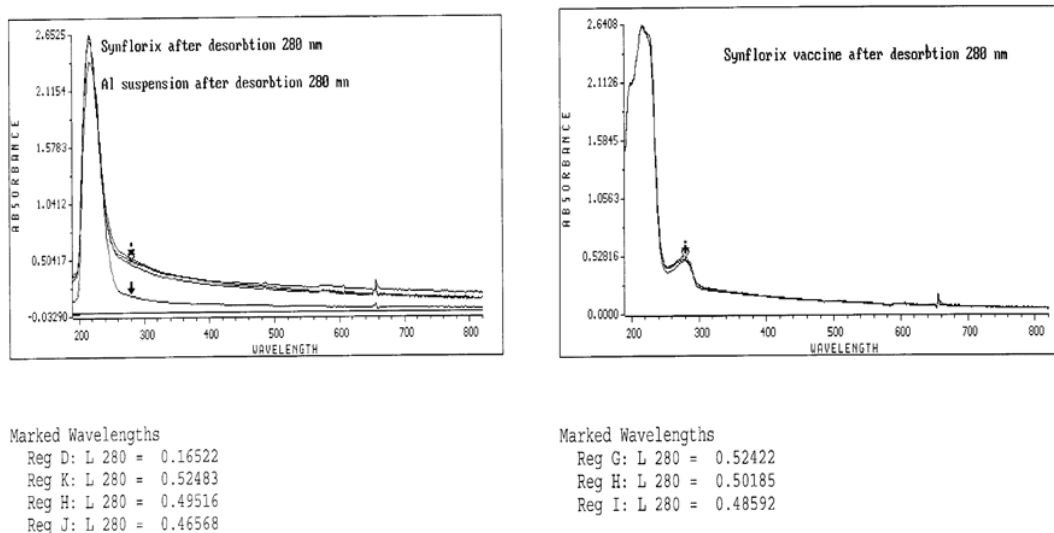 2.6525
2.1154
1.5783
1.0412
0.50417
-0.03290
ABSORBANCE
Synflorix after desorbtion 280 nm
Al suspension after desorbtion 280 mn
200 300 400 500 600 700 800
WAVELENGTH
Marked Wavelengths
Reg D: L 280 = 0.16522
Reg K: L 280 = 0.52483
Reg H: L 280 = 0.49516
Reg J: L 280 = 0.46568
2.6408
2.1126
1.5845
1.0563
0.52816
0.0000
ABSORBANCE
Synflorix vaccine after desorbtion 280 nm
200 300 400 500 600 700 800
WAVELENGTH
Marked Wavelengths
Reg G: L 280 = 0.52422
Reg H: L 280 = 0.50185
Reg I: L 280 = 0.48592